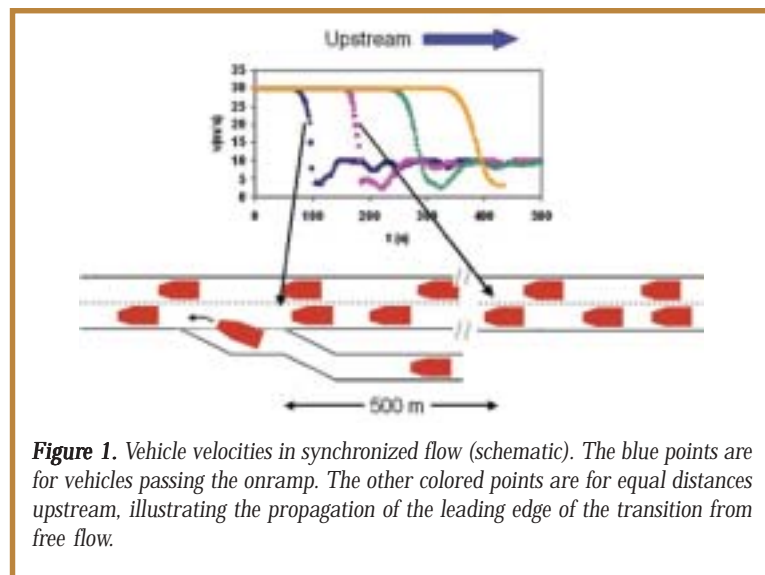 Upstream
35
30
25
20
15
10
5
0
v(m/s)
0 100 200 300 400 500
t (s)
500 m
Figure 1. Vehicle velocities in synchronized flow (schematic). The blue points are
for vehicles passing the onramp. The other colored points are for equal distances
upstream, illustrating the propagation of the leading edge of the transition from
free flow.